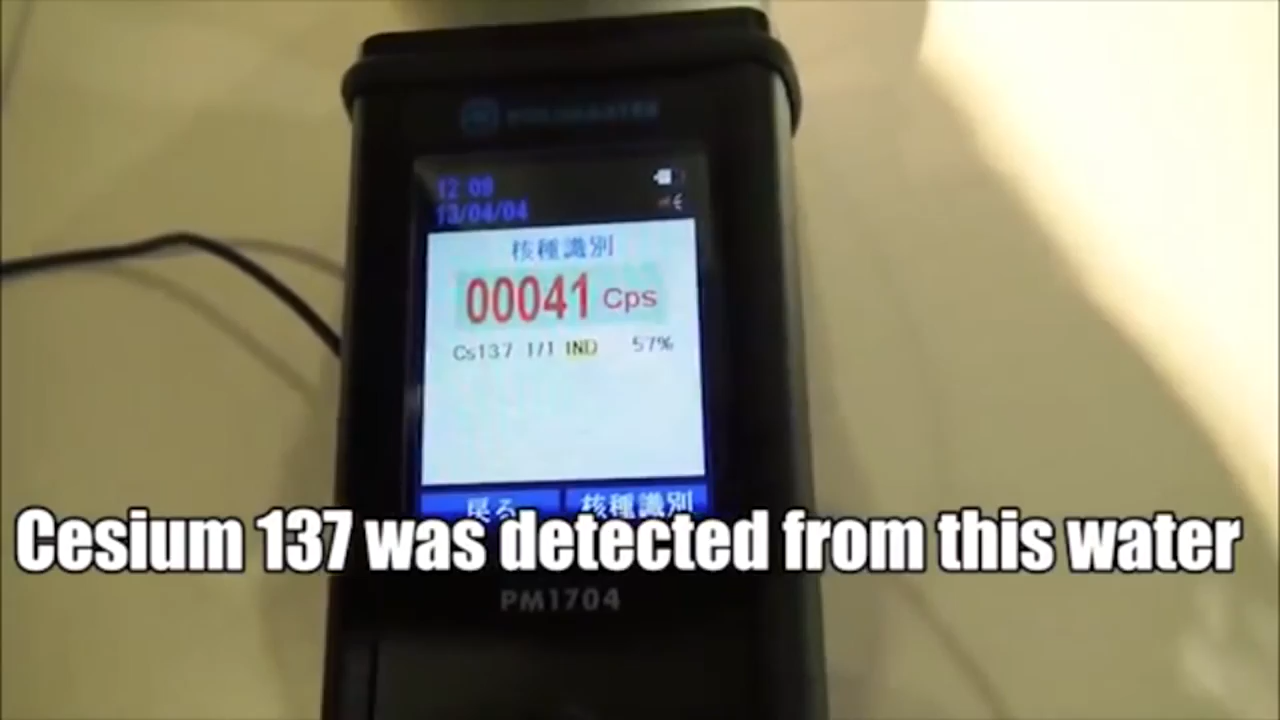 12 09
13/04/04
核種識別
00041 Cps
Cs137 1/1 IND 57%
戻る 核種識別
Cesium 137 was detected from this water
PM1704